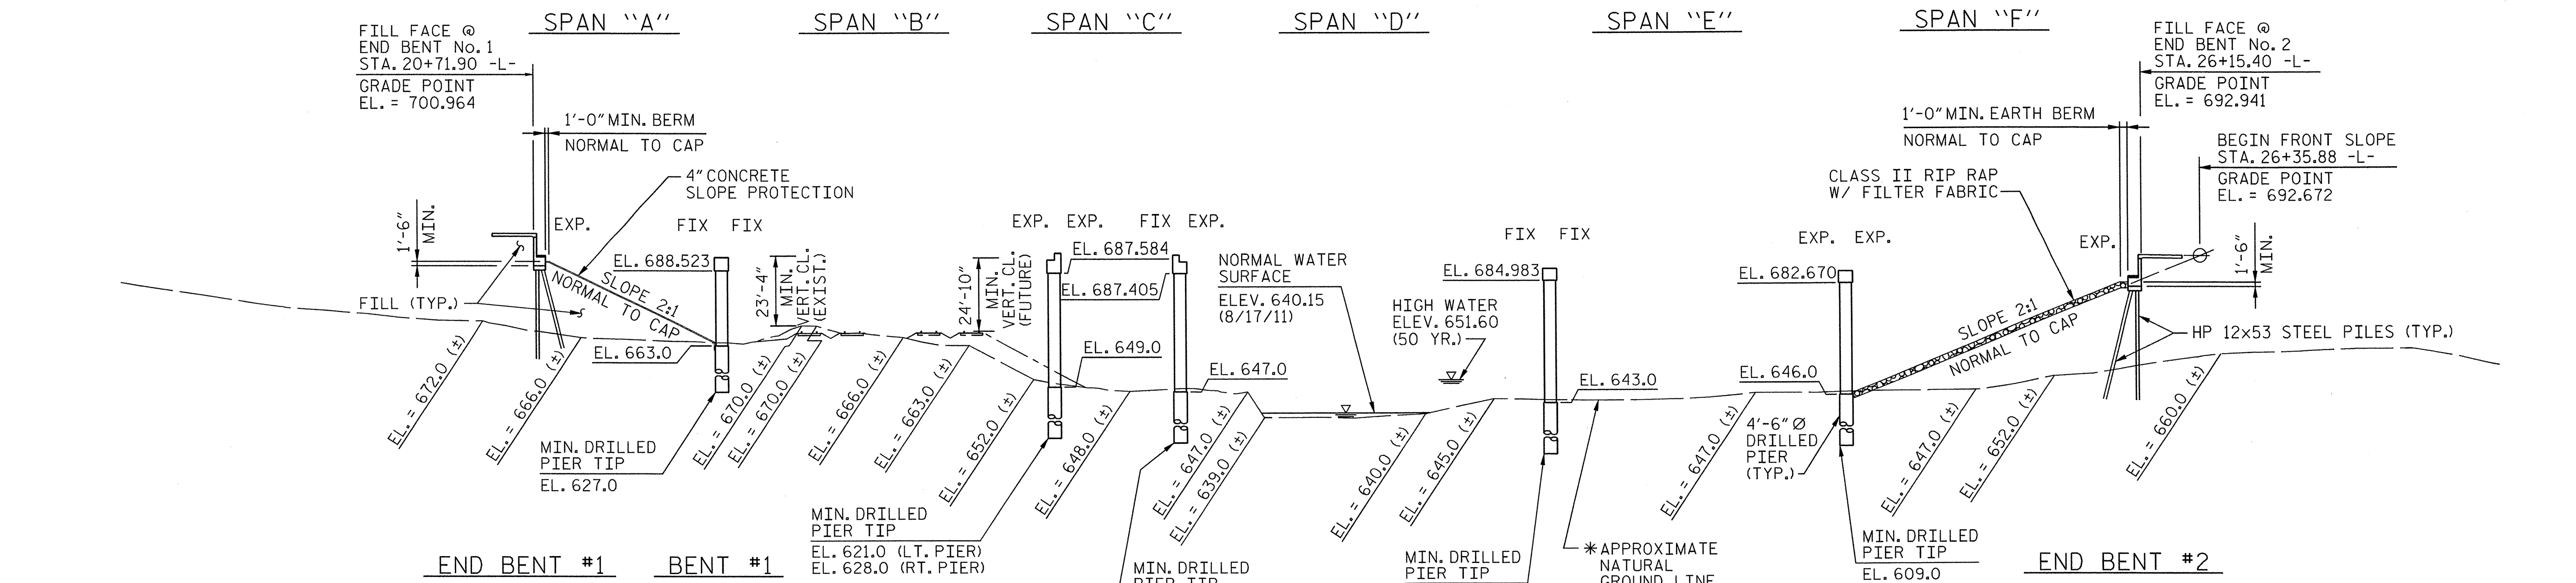 SPAN "A"
SPAN "B"
SPAN "C"
SPAN "D"
SPAN "E"
SPAN "F"
FILL FACE @
END BENT No. 1
STA. 20+71.90 -L-
GRADE POINT
EL. = 700.964
1'-0" MIN. BERM
NORMAL TO CAP
4" CONCRETE
SLOPE PROTECTION
1'-6"
MIN.
EXP.
FIX FIX
EL. 688.523
SLOPE 2:1
NORMAL TO CAP
FILL (TYP.)
EL. 663.0
23'-4"
MIN.
VERT. CL.
(EXIST.)
24'-10"
MIN.
VERT. CL.
(FUTURE)
EXP. EXP.
FIX EXP.
EL. 687.584
EL. 687.405
EL. 649.0
EL. 647.0
NORMAL WATER
SURFACE
ELEV. 640.15
(8/17/11)
HIGH WATER
ELEV. 651.60
(50 YR.)
FIX FIX
EL. 684.983
EL. 643.0
EXP. EXP.
EL. 682.670
EL. 646.0
4'-6" Ø
DRILLED
PIER
(TYP.)
1'-0" MIN. EARTH BERM
NORMAL TO CAP
CLASS II RIP RAP
W/ FILTER FABRIC
EXP.
SLOPE 2:1
NORMAL TO CAP
FILL FACE @
END BENT No. 2
STA. 26+15.40 -L-
GRADE POINT
EL. = 692.941
BEGIN FRONT SLOPE
STA. 26+35.88 -L-
GRADE POINT
EL. = 692.672
1'-6"
MIN.
HP 12x53 STEEL PILES (TYP.)
EL. = 672.0 (±)
EL. = 666.0 (±)
EL. = 670.0 (±)
EL. = 670.0 (±)
EL. = 666.0 (±)
EL. = 663.0 (±)
EL. = 652.0 (±)
EL. = 648.0 (±)
EL. = 647.0 (±)
EL. = 639.0 (±)
EL. = 640.0 (±)
EL. = 645.0 (±)
EL. = 647.0 (±)
EL. = 647.0 (±)
EL. = 652.0 (±)
EL. = 660.0 (±)
MIN. DRILLED
PIER TIP
EL. 627.0
MIN. DRILLED
PIER TIP
EL. 621.0 (LT. PIER)
EL. 628.0 (RT. PIER)
MIN. DRILLED
PIER TIP
MIN. DRILLED
PIER TIP
*APPROXIMATE
NATURAL
GROUND LINE
MIN. DRILLED
PIER TIP
EL. 609.0
END BENT #1
BENT #1
END BENT #2